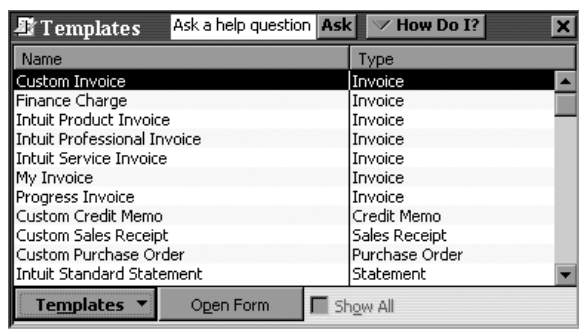 Templates Ask a help question Ask How Do I?
Name Type
Custom Invoice Invoice
Finance Charge Invoice
Intuit Product Invoice Invoice
Intuit Professional Invoice Invoice
Intuit Service Invoice Invoice
My Invoice Invoice
Progress Invoice Invoice
Custom Credit Memo Credit Memo
Custom Sales Receipt Sales Receipt
Custom Purchase Order Purchase Order
Intuit Standard Statement Statement
Templates Open Form Show All